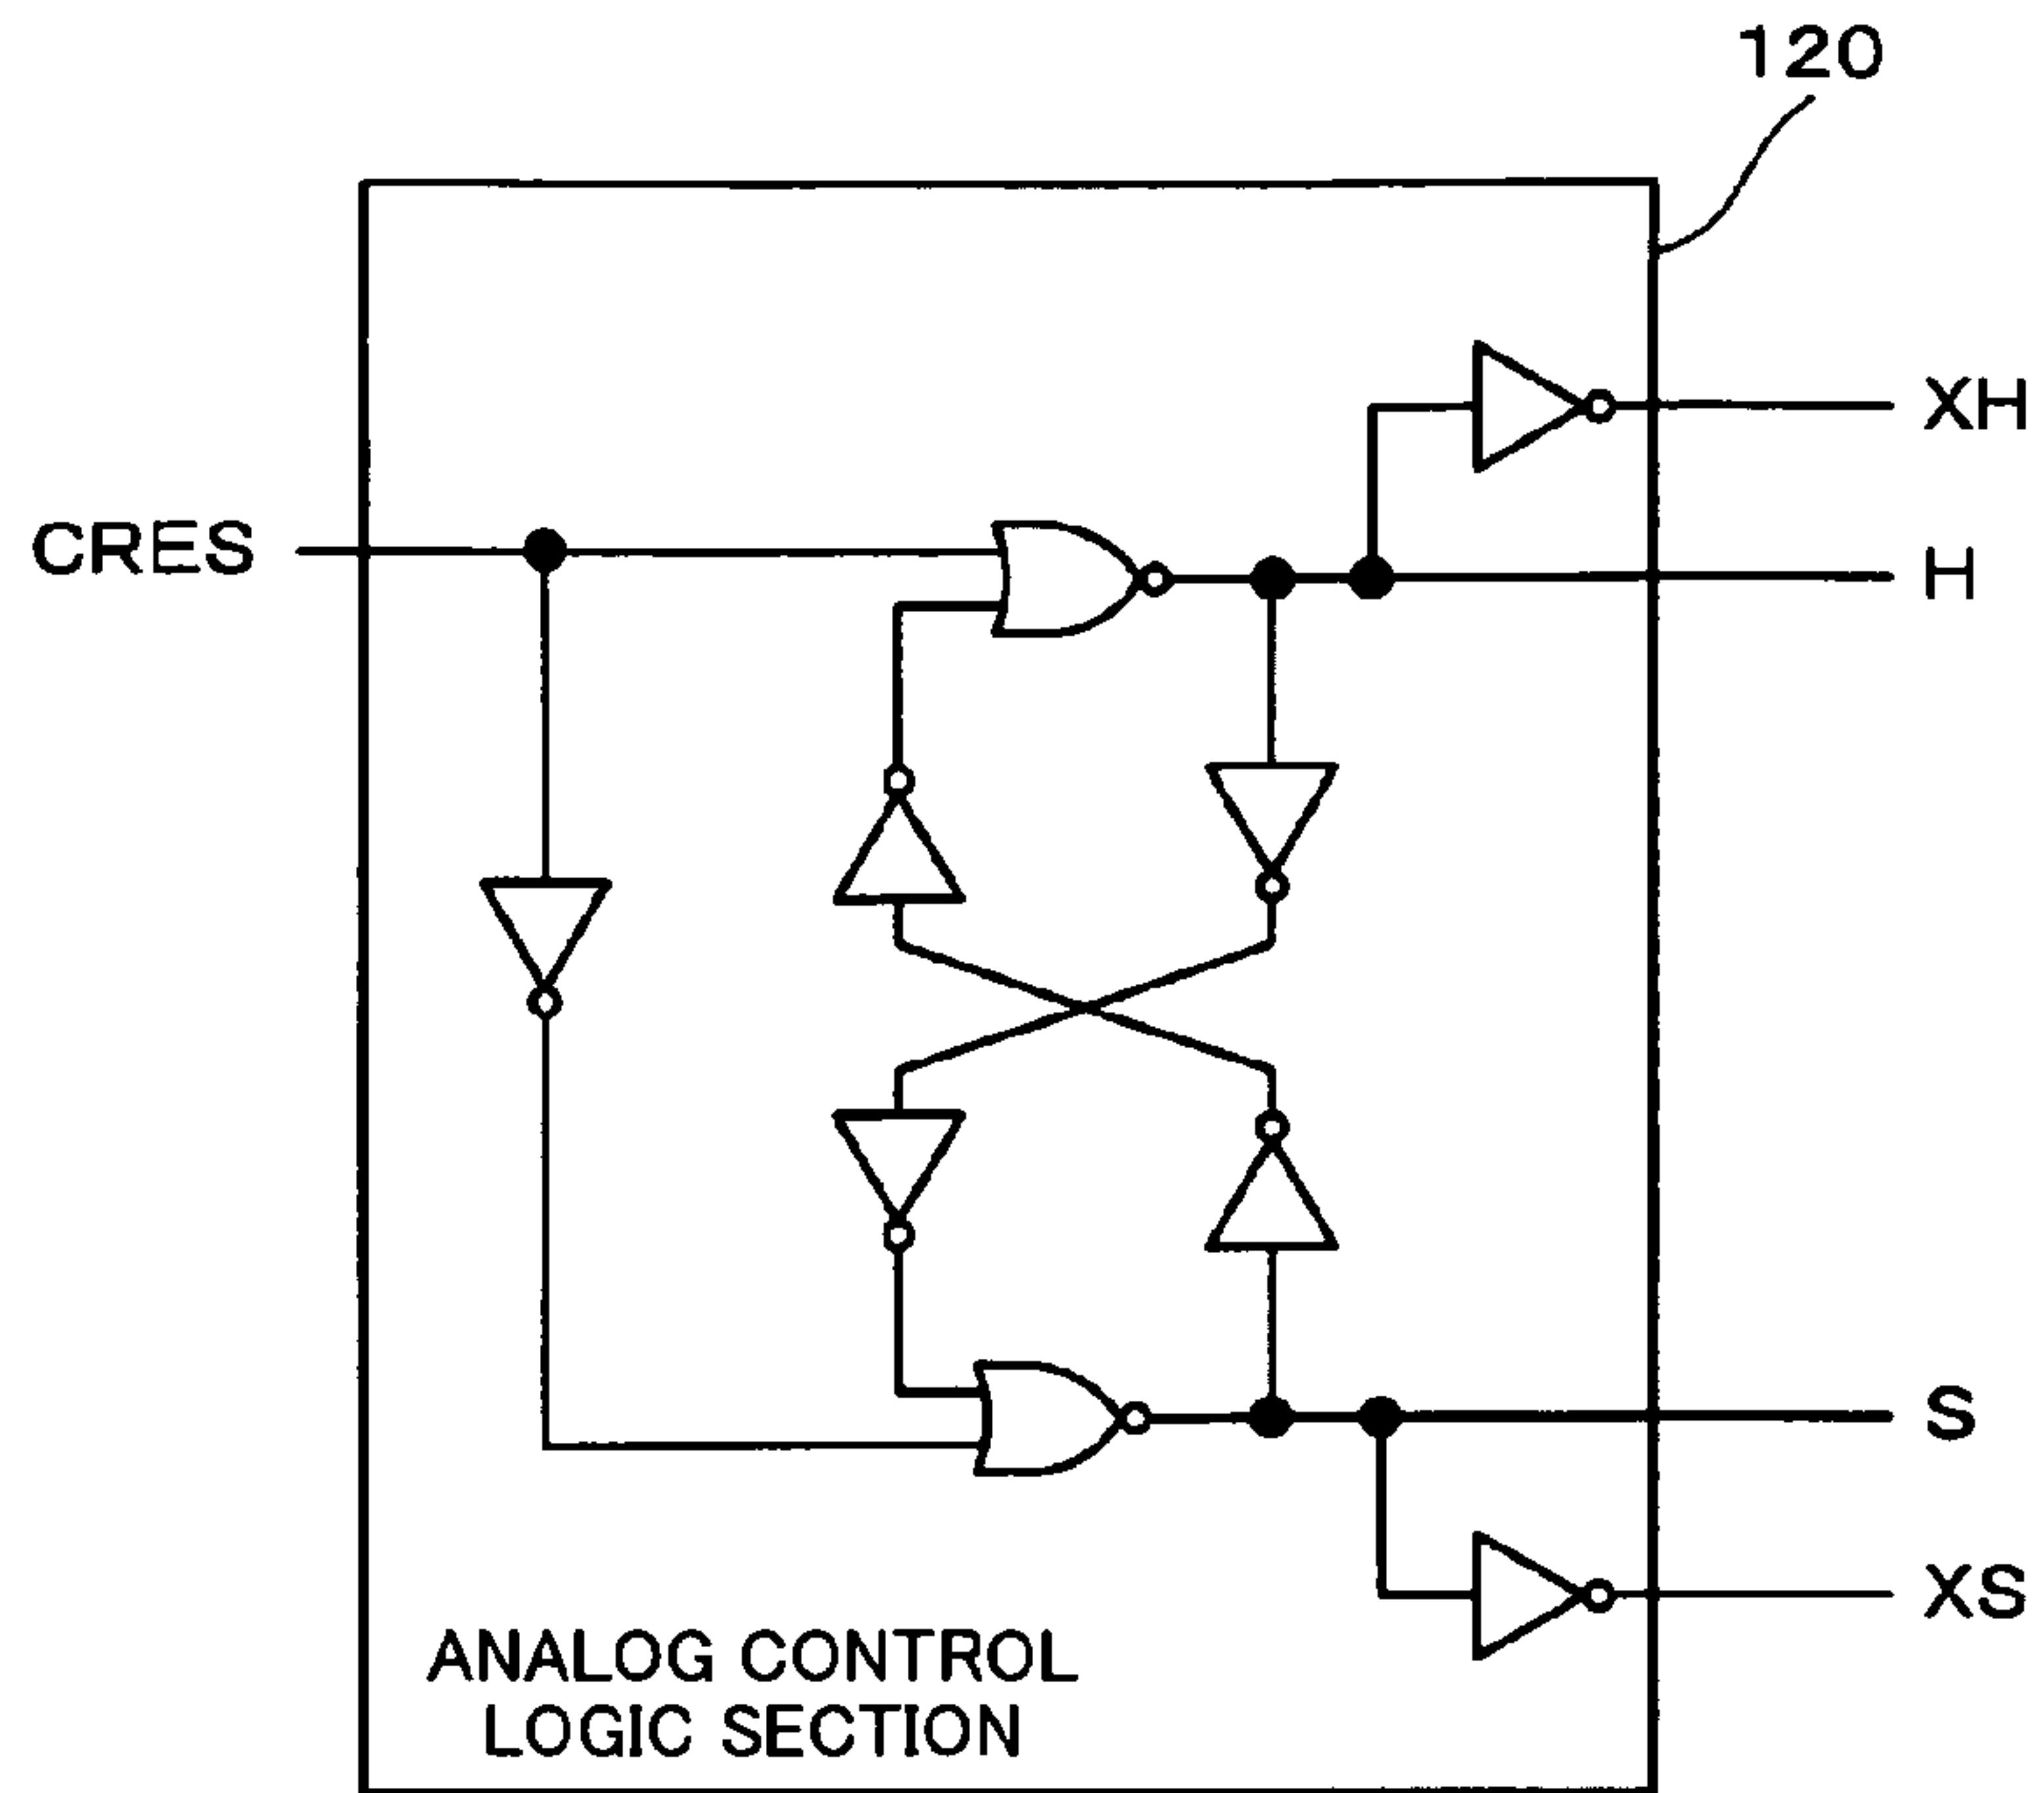 120
XH
CRES
H
S
XS
ANALOG CONTROL
LOGIC SECTION